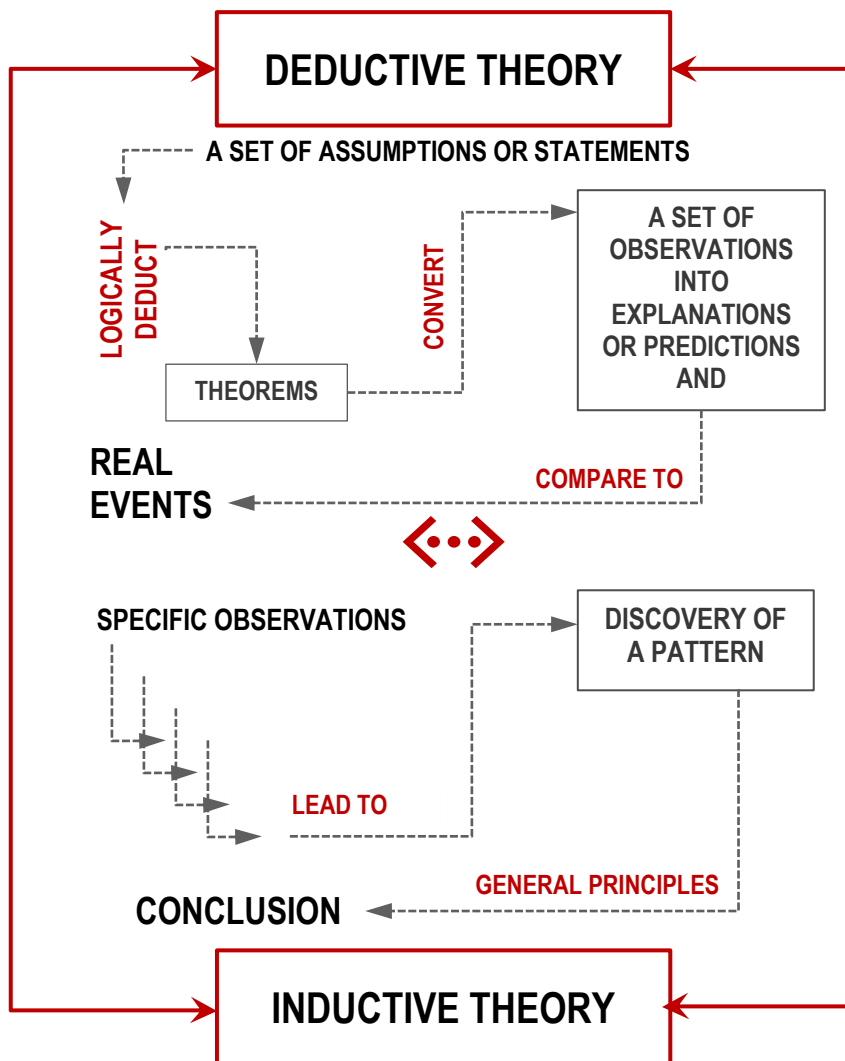 DEDUCTIVE THEORY
A SET OF ASSUMPTIONS OR STATEMENTS
LOGICALLY
DEDUCT
THEOREMS
CONVERT
A SET OF
OBSERVATIONS
INTO
EXPLANATIONS
OR PREDICTIONS
AND
COMPARE TO
REAL
EVENTS
SPECIFIC OBSERVATIONS
LEAD TO
DISCOVERY OF
A PATTERN
GENERAL PRINCIPLES
CONCLUSION
INDUCTIVE THEORY